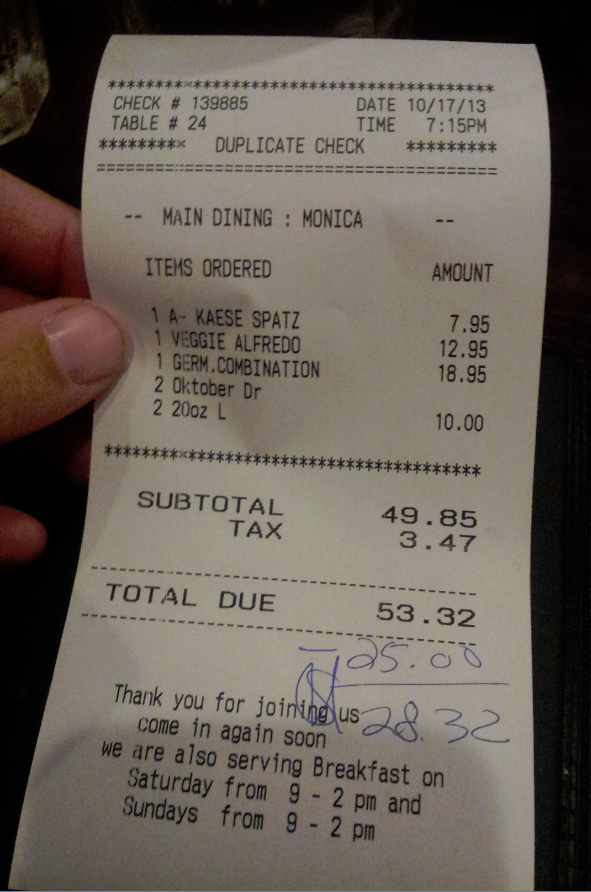 ****************************************
CHECK # 139885 DATE 10/17/13
TABLE # 24 TIME 7:15PM
********* DUPLICATE CHECK *********
========================================
-- MAIN DINING : MONICA --
ITEMS ORDERED AMOUNT
1 A- KAESE SPATZ 7.95
1 VEGGIE ALFREDO 12.95
1 GERM.COMBINATION 18.95
2 Oktober Dr
2 20oz L 10.00
****************************************
SUBTOTAL 49.85
TAX 3.47
----------------------------------------
TOTAL DUE 53.32
----------------------------------------
- 25.00
$ 28.32
Thank you for joining us
come in again soon
we are also serving Breakfast on
Saturday from 9 - 2 pm and
Sundays from 9 - 2 pm